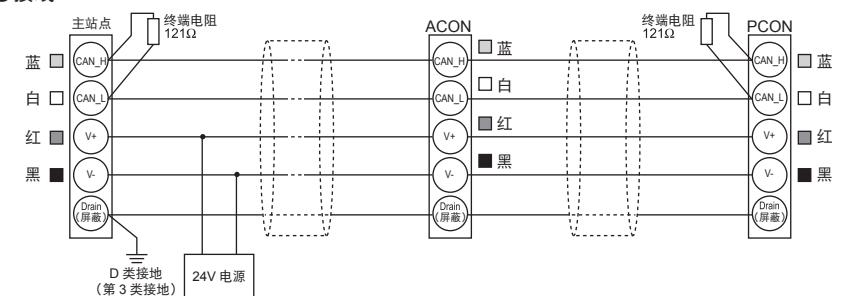 主站点
终端电阻
121Ω
ACON
终端电阻
121Ω
PCON
蓝
CAN_H
CAN_H
蓝
CAN_H
蓝
白
CAN_L
CAN_L
白
CAN_L
白
红
V+
V+
红
V+
红
黑
V-
V-
黑
V-
黑
Drain
(屏蔽)
Drain
(屏蔽)
Drain
(屏蔽)
D 类接地
(第 3 类接地)
24V 电源